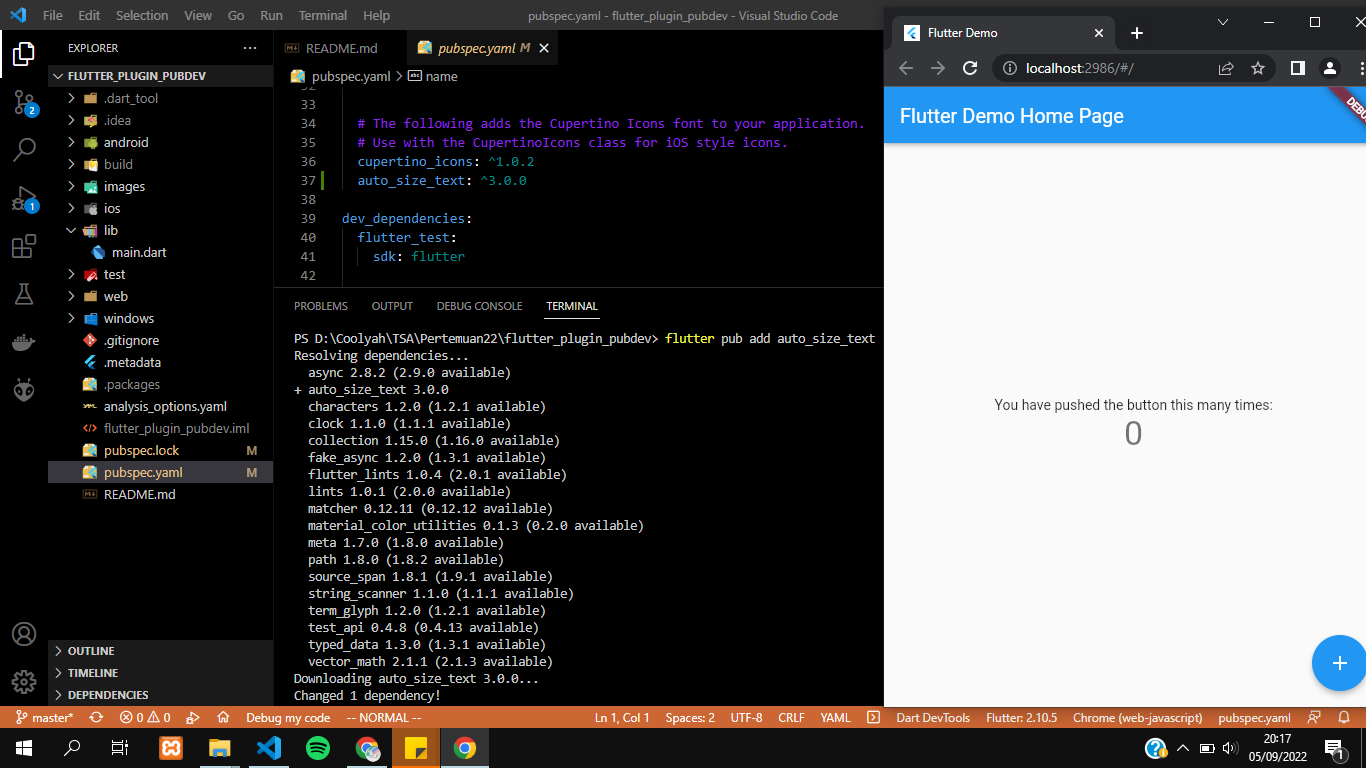 File Edit Selection View Go Run Terminal Help
pubspec.yaml - flutter_plugin_pubdev - Visual Studio Code
EXPLORER
FLUTTER_PLUGIN_PUBDEV
.dart_tool
.idea
android
build
images
ios
lib
main.dart
test
web
windows
.gitignore
.metadata
.packages
analysis_options.yaml
flutter_plugin_pubdev.iml
pubspec.lock M
pubspec.yaml M
README.md
OUTLINE
TIMELINE
DEPENDENCIES
2
1
README.md pubspec.yaml M
pubspec.yaml > name
32
33
34 # The following adds the Cupertino Icons font to your application.
35 # Use with the CupertinoIcons class for iOS style icons.
36 cupertino_icons: ^1.0.2
37 auto_size_text: ^3.0.0
38
39 dev_dependencies:
40 flutter_test:
41 sdk: flutter
42
PROBLEMS OUTPUT DEBUG CONSOLE TERMINAL
PS D:\Coolyah\TSA\Pertemuan22\flutter_plugin_pubdev> flutter pub add auto_size_text
Resolving dependencies...
async 2.8.2 (2.9.0 available)
+ auto_size_text 3.0.0
characters 1.2.0 (1.2.1 available)
clock 1.1.0 (1.1.1 available)
collection 1.15.0 (1.16.0 available)
fake_async 1.2.0 (1.3.1 available)
flutter_lints 1.0.4 (2.0.1 available)
lints 1.0.1 (2.0.0 available)
matcher 0.12.11 (0.12.12 available)
material_color_utilities 0.1.3 (0.2.0 available)
meta 1.7.0 (1.8.0 available)
path 1.8.0 (1.8.2 available)
source_span 1.8.1 (1.9.1 available)
string_scanner 1.1.0 (1.1.1 available)
term_glyph 1.2.0 (1.2.1 available)
test_api 0.4.8 (0.4.13 available)
typed_data 1.3.0 (1.3.1 available)
vector_math 2.1.1 (2.1.3 available)
Downloading auto_size_text 3.0.0...
Changed 1 dependency!
Flutter Demo
localhost:2986/#/
Flutter Demo Home Page
DEBU
You have pushed the button this many times:
0
master* 0 0 Debug my code -- NORMAL -- Ln 1, Col 1 Spaces: 2 UTF-8 CRLF YAML Dart DevTools Flutter: 2.10.5 Chrome (web-javascript) pubspec.yaml
20:17
05/09/2022
1